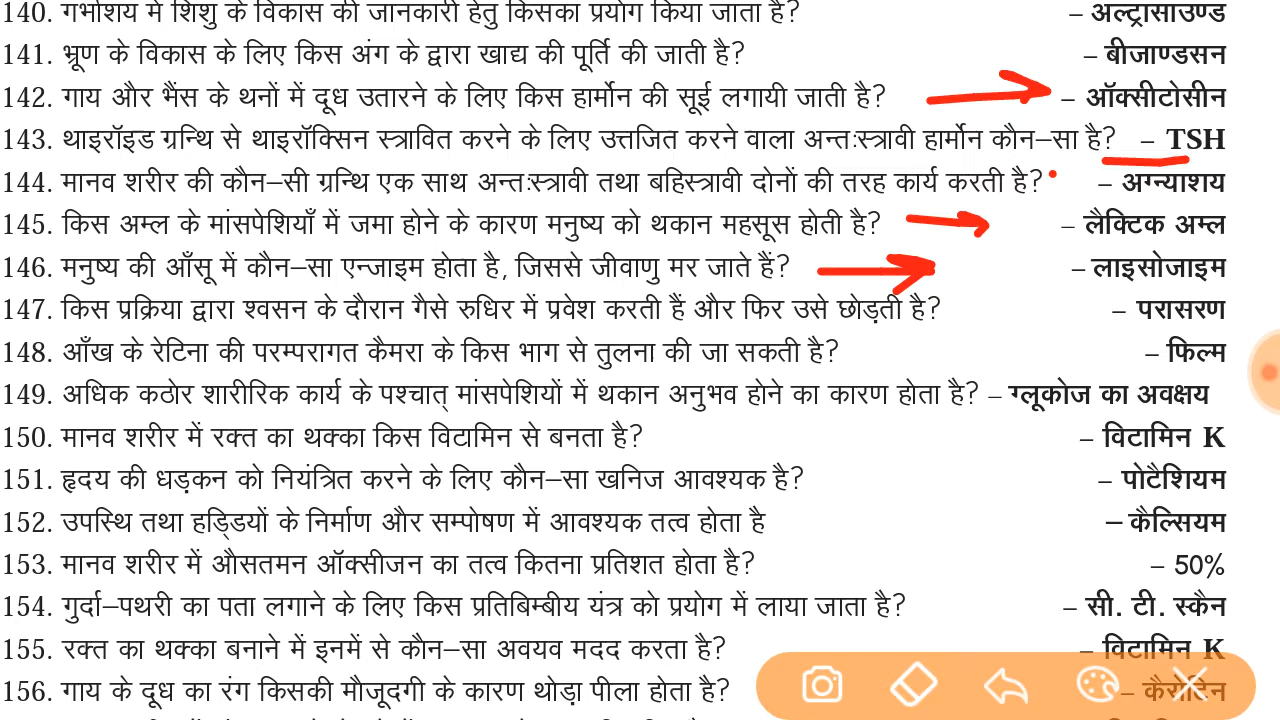 140. गर्भाशय में शिशु के विकास की जानकारी हेतु किसका प्रयोग किया जाता है? – अल्ट्रासाउण्ड
141. भ्रूण के विकास के लिए किस अंग के द्वारा खाद्य की पूर्ति की जाती है? – बीजाण्डसन
142. गाय और भैंस के थनों में दूध उतारने के लिए किस हार्मोन की सूई लगायी जाती है? – ऑक्सीटोसीन
143. थाइरॉइड ग्रन्थि से थाइरॉक्सिन स्त्रावित करने के लिए उत्तजित करने वाला अन्तःस्त्रावी हार्मोन कौन–सा है? – TSH
144. मानव शरीर की कौन–सी ग्रन्थि एक साथ अन्तःस्त्रावी तथा बहिस्त्रावी दोनों की तरह कार्य करती है? – अग्न्याशय
145. किस अम्ल के मांसपेशियाँ में जमा होने के कारण मनुष्य को थकान महसूस होती है? – लैक्टिक अम्ल
146. मनुष्य की आँसू में कौन–सा एन्जाइम होता है, जिससे जीवाणु मर जाते हैं? – लाइसोजाइम
147. किस प्रक्रिया द्वारा श्वसन के दौरान गैसे रुधिर में प्रवेश करती हैं और फिर उसे छोड़ती है? – परासरण
148. आँख के रेटिना की परम्परागत कैमरा के किस भाग से तुलना की जा सकती है? – फिल्म
149. अधिक कठोर शारीरिक कार्य के पश्चात् मांसपेशियों में थकान अनुभव होने का कारण होता है? – ग्लूकोज का अवक्षय
150. मानव शरीर में रक्त का थक्का किस विटामिन से बनता है? – विटामिन K
151. हृदय की धड़कन को नियंत्रित करने के लिए कौन–सा खनिज आवश्यक है? – पोटैशियम
152. उपस्थि तथा हड्डियों के निर्माण और सम्पोषण में आवश्यक तत्व होता है – कैल्सियम
153. मानव शरीर में औसतमन ऑक्सीजन का तत्व कितना प्रतिशत होता है? – 50%
154. गुर्दा–पथरी का पता लगाने के लिए किस प्रतिबिम्बीय यंत्र को प्रयोग में लाया जाता है? – सी. टी. स्कैन
155. रक्त का थक्का बनाने में इनमें से कौन–सा अवयव मदद करता है? – विटामिन K
156. गाय के दूध का रंग किसकी मौजूदगी के कारण थोड़ा पीला होता है? – कैरोटिन